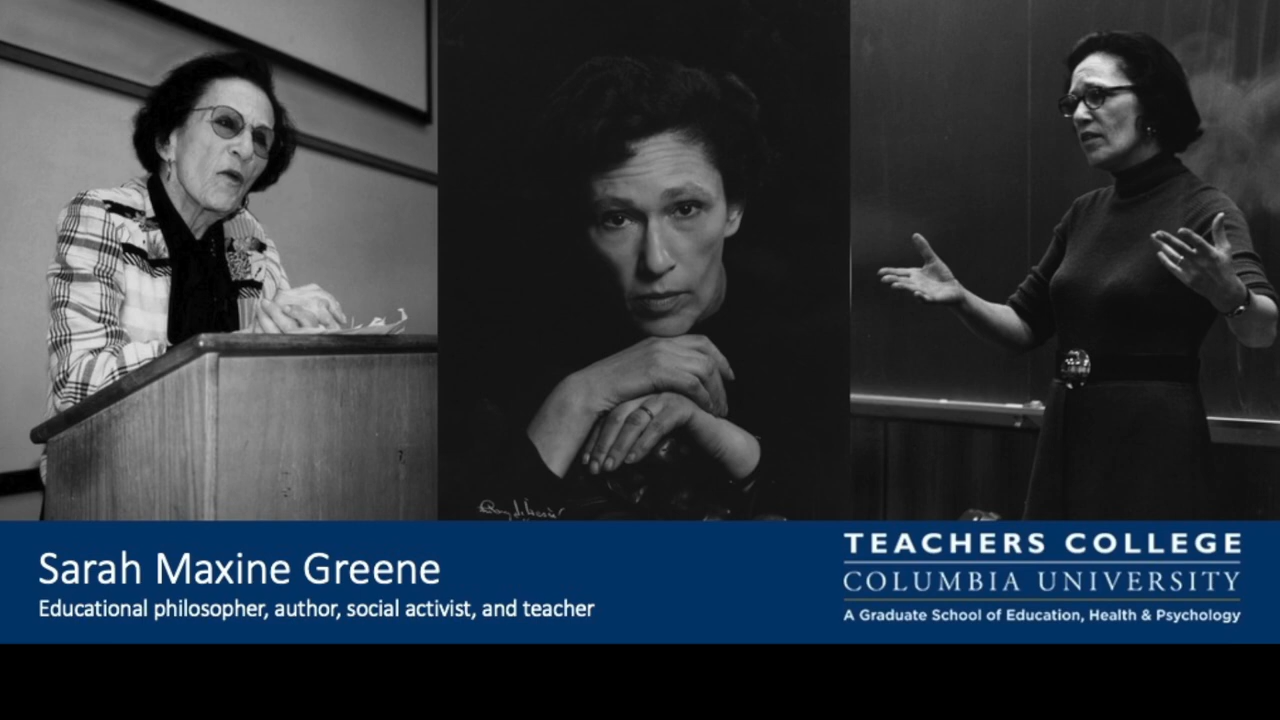 Sarah Maxine Greene
Educational philosopher, author, social activist, and teacher
TEACHERS COLLEGE
COLUMBIA UNIVERSITY
A Graduate School of Education, Health & Psychology